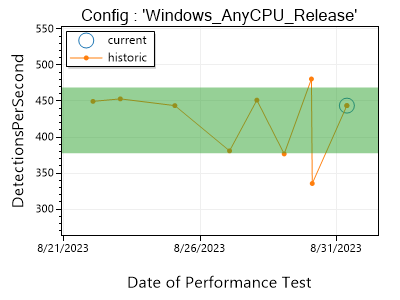 Config : 'Windows_AnyCPU_Release'
current
historic
DetectionsPerSecond
550
500
450
400
350
300
8/21/2023
8/26/2023
8/31/2023
Date of Performance Test